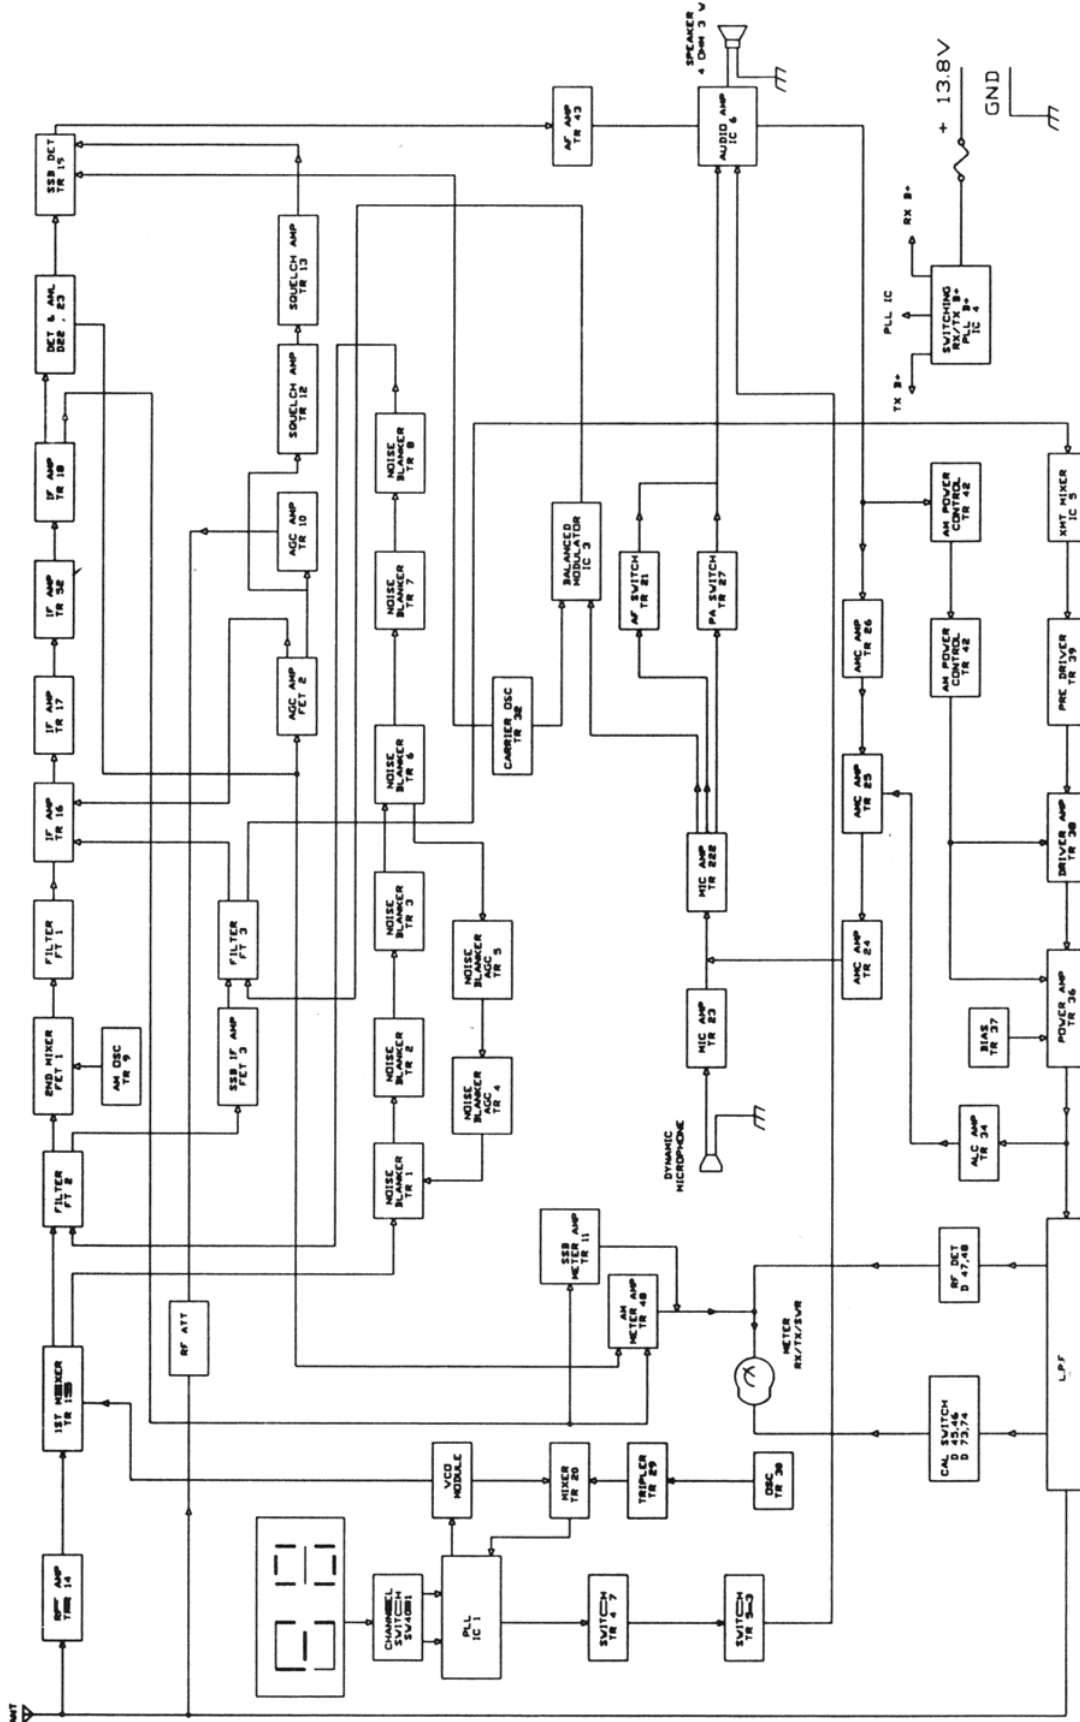 ANT
RF AMP
TR 14
1ST MIXER
FILTER
FT 2
2ND MIXER
FET 1
AM OSC
TR 9
FILTER
FT 1
IF AMP
TR 16
IF AMP
TR 17
IF AMP
TR 52
IF AMP
TR 18
DET & ANL
D22 , 23
SSB DET
TR 15
RF ATT
SSB IF AMP
FET 3
FILTER
FT 3
AGC AMP
FET 2
AGC AMP
TR 10
SQUELCH AMP
TR 12
SQUELCH AMP
TR 13
NOISE
BLANKER
TR 1
NOISE
BLANKER
TR 2
NOISE
BLANKER
TR 3
NOISE
BLANKER
TR 6
NOISE
BLANKER
TR 7
NOISE
BLANKER
TR 8
NOISE
BLANKER
AGC
TR 4
NOISE
BLANKER
AGC
TR 5
CHANNEL
SWITCH
PLL
IC 1
VCO
MODULE
MIXER
TR 20
TRIPLER
TR 29
OSC
TR 30
SWITCH
TR 4 7
SWITCH
SSB
METER AMP
TR 11
AM
METER AMP
TR 48
METER
RX/TX/SWR
CARRIER OSC
TR 32
BALANCED
MODULATOR
IC 3
AF AMP
TR 43
DYNAMIC
MICROPHONE
MIC AMP
TR 23
MIC AMP
TR 222
AF SWITCH
TR 21
PA SWITCH
TR 27
AUDIO AMP
IC 6
SPEAKER
4 OHM 3 W
AMC AMP
TR 24
AMC AMP
TR 25
AMC AMP
TR 26
AM POWER
CONTROL
TR 42
AM POWER
CONTROL
TR 42
TX B+
PLL IC
RX B+
SWITCHING
RX/TX B+
PLL B+
IC 4
+ 13.8V
GND
CAL SWITCH
D 45,46
D 73,74
RF DET
D 47,48
ALC AMP
TR 34
BIAS
TR 37
L.P.F
POWER AMP
TR 36
DRIVER AMP
TR 38
PRE DRIVER
TR 39
XMT MIXER
IC 5